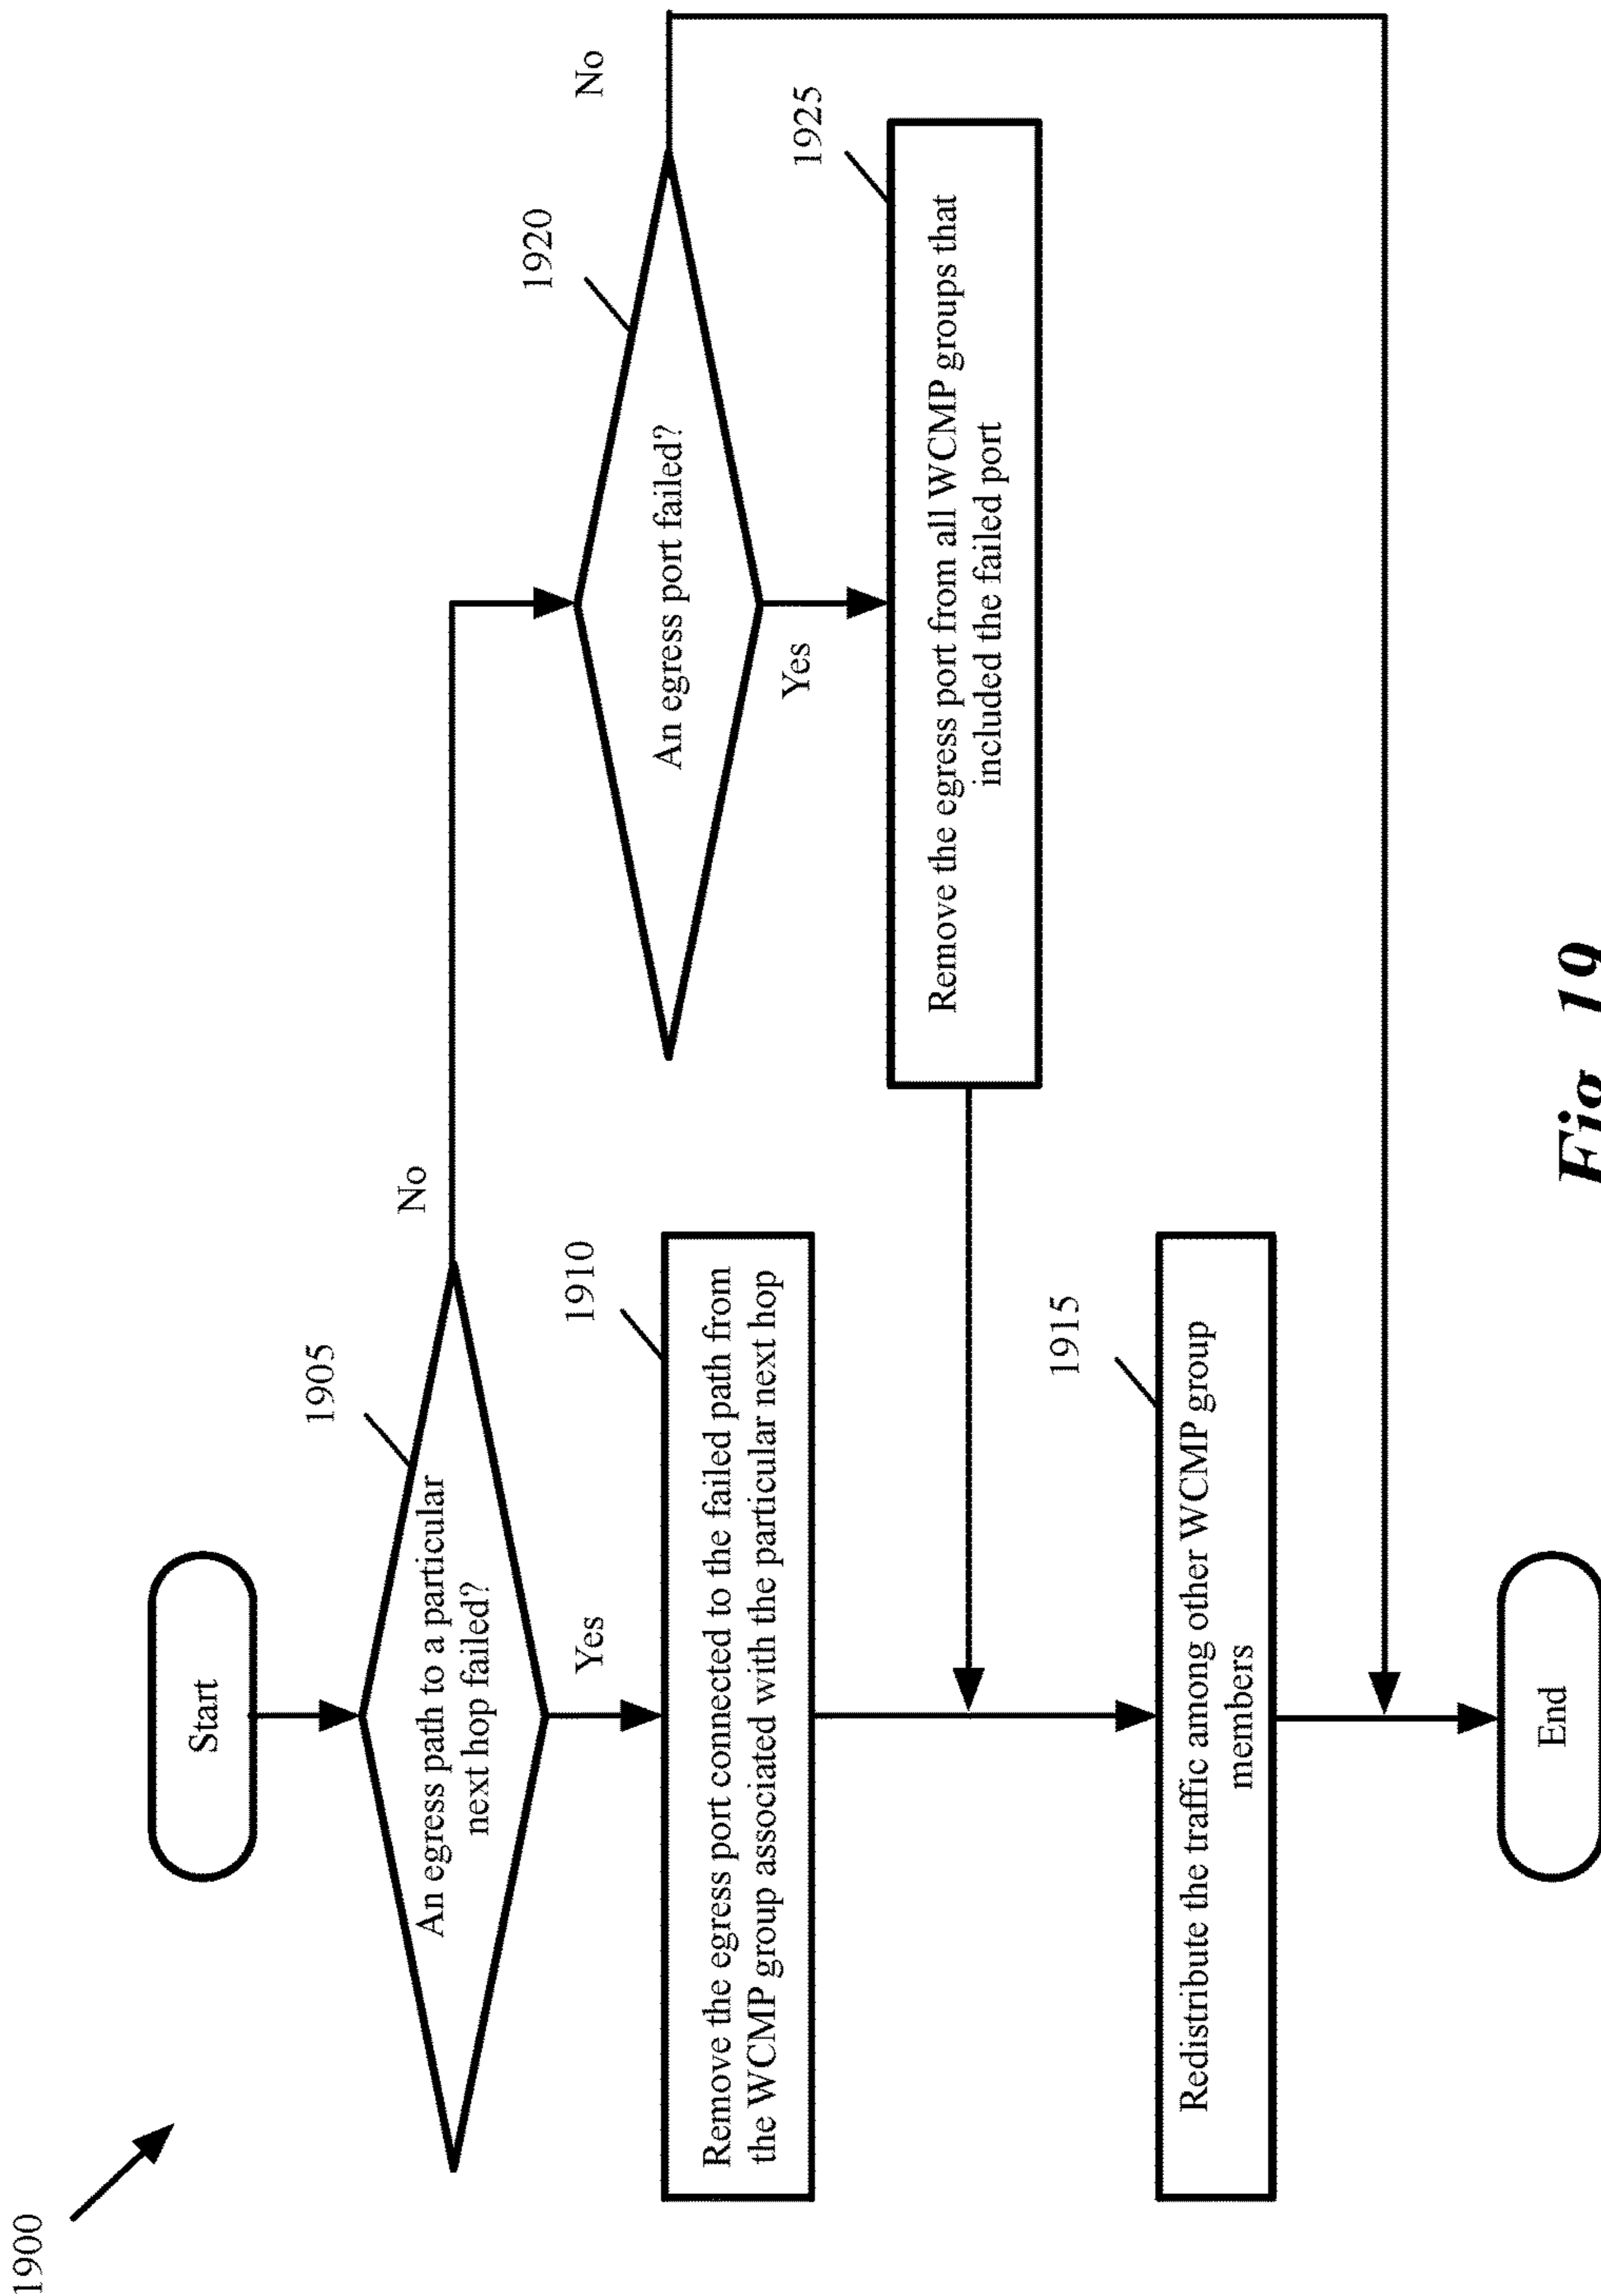 1900
Start
1905
An egress path to a particular
next hop failed?
No
Yes
1910
Remove the egress port connected to the failed path from
the WCMP group associated with the particular next hop
1920
An egress port failed?
No
Yes
1925
Remove the egress port from all WCMP groups that
included the failed port
1915
Redistribute the traffic among other WCMP group
members
End
Fig. 19